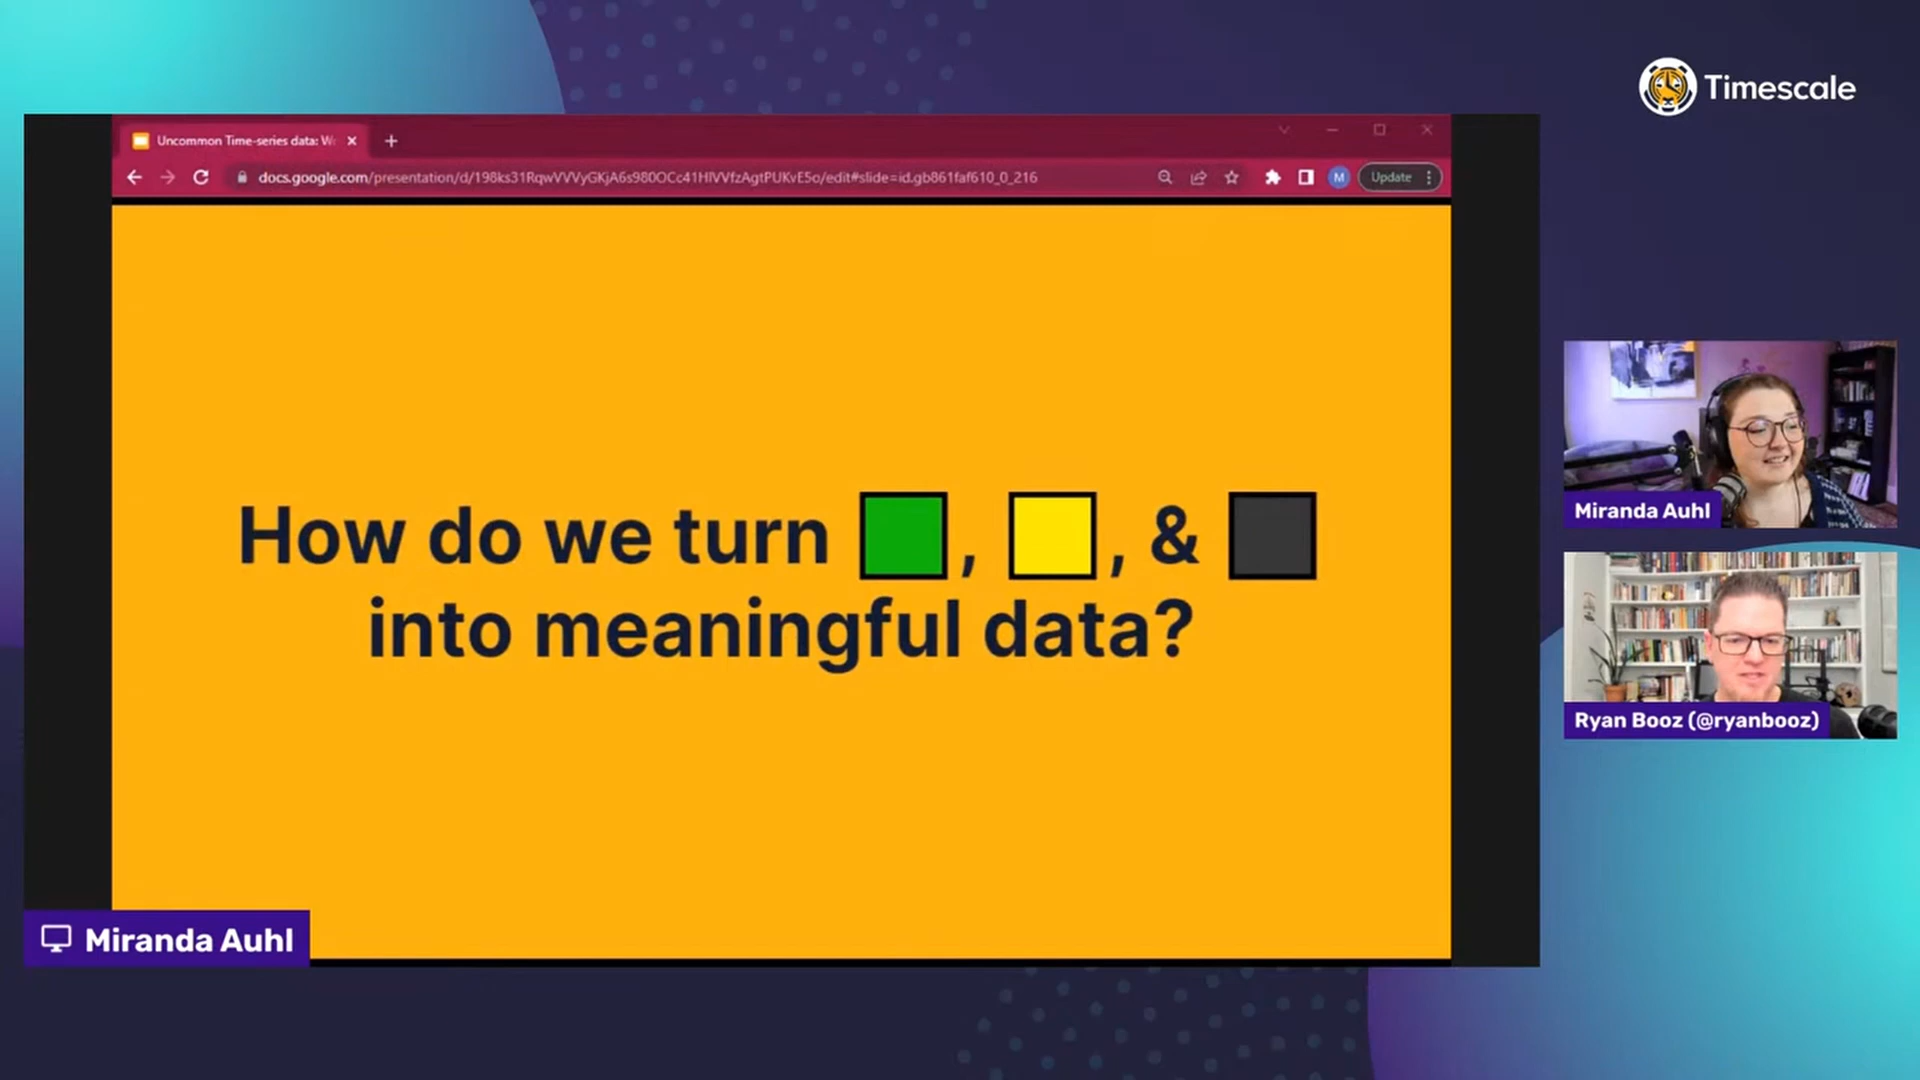 Timescale
Uncommon Time-series data: W
docs.google.com/presentation/d/198ks31RqwVVVyGKjA6s980OCc41HIVVfzAgtPUKvE5o/edit#slide=id.gb861faf610_0_216
M
Update
How do we turn , , &
into meaningful data?
Miranda Auhl
Ryan Booz (@ryanbooz)
Miranda Auhl